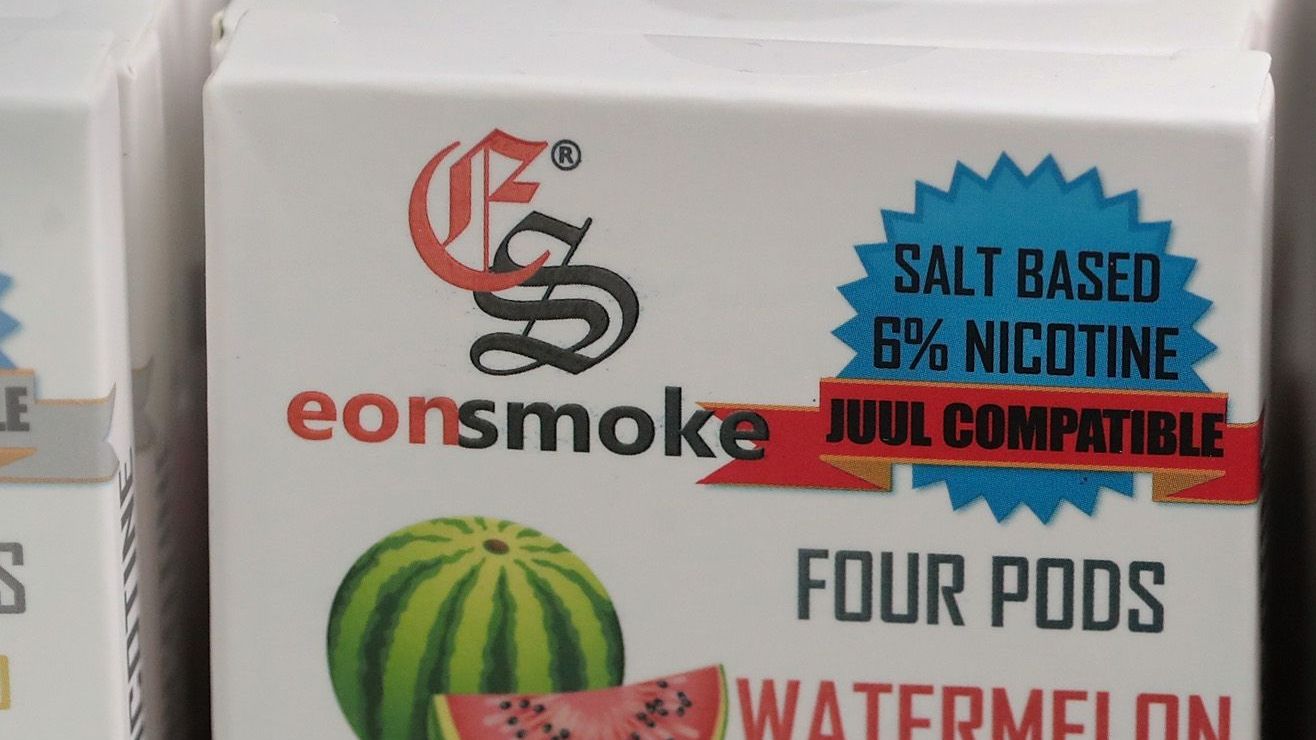 ES®
eonsmoke
SALT BASED
6% NICOTINE
JUUL COMPATIBLE
FOUR PODS
WATERMELON